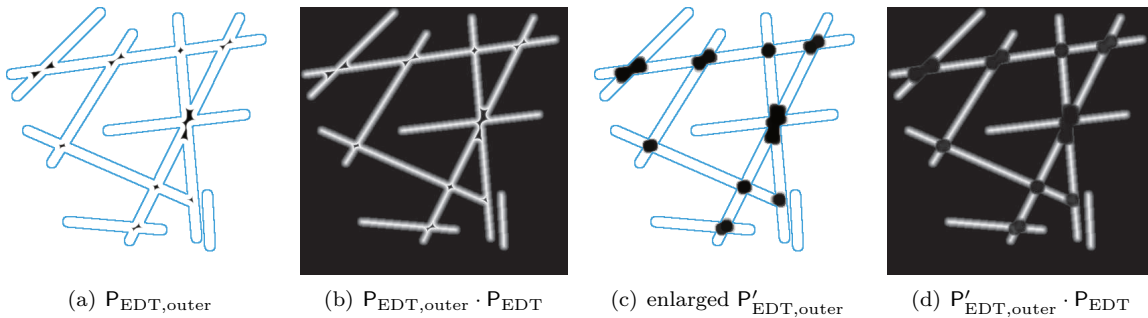 (a) P_EDT,outer
(b) P_EDT,outer · P_EDT
(c) enlarged P′_EDT,outer
(d) P′_EDT,outer · P_EDT